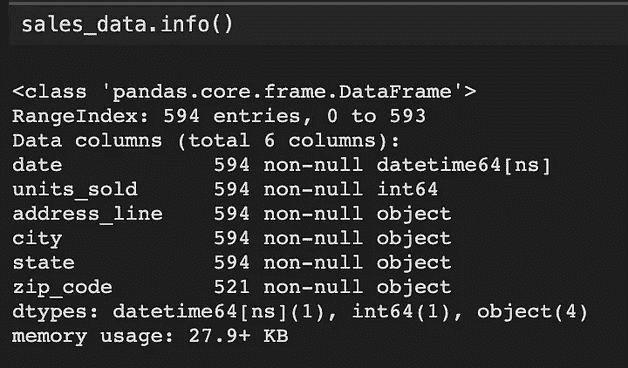 sales_data.info()
<class 'pandas.core.frame.DataFrame'>
RangeIndex: 594 entries, 0 to 593
Data columns (total 6 columns):
date            594 non-null datetime64[ns]
units_sold      594 non-null int64
address_line    594 non-null object
city            594 non-null object
state           594 non-null object
zip_code        521 non-null object
dtypes: datetime64[ns](1), int64(1), object(4)
memory usage: 27.9+ KB